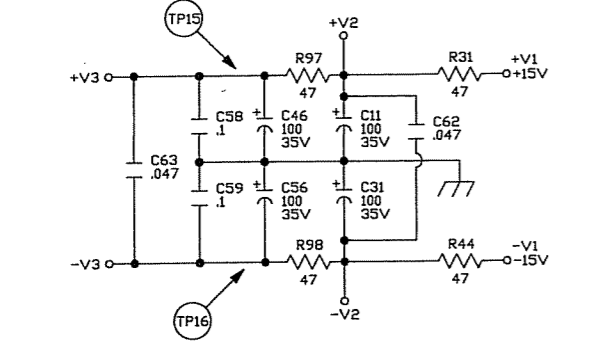 TP15
+V2
R97
47
R31
47
+V1
+15V
+V3
C58
.1
C46
100
35V
+
C11
100
35V
+
C62
.047
C63
.047
C59
.1
C56
100
35V
+
C31
100
35V
+
-V3
R98
47
R44
47
-V1
-15V
TP16
-V2